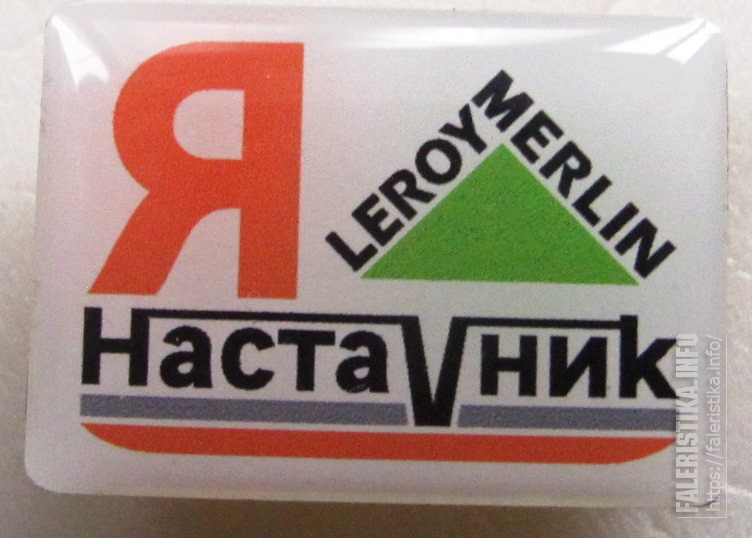 Я
LEROY MERLIN
НастаVник
FALERISTIKA.INFO
https://faleristika.info/